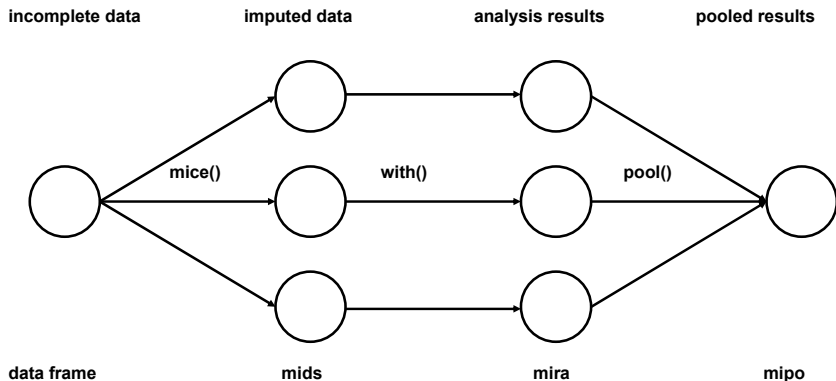 incomplete data imputed data analysis results pooled results
mice() with() pool()
data frame mids mira mipo